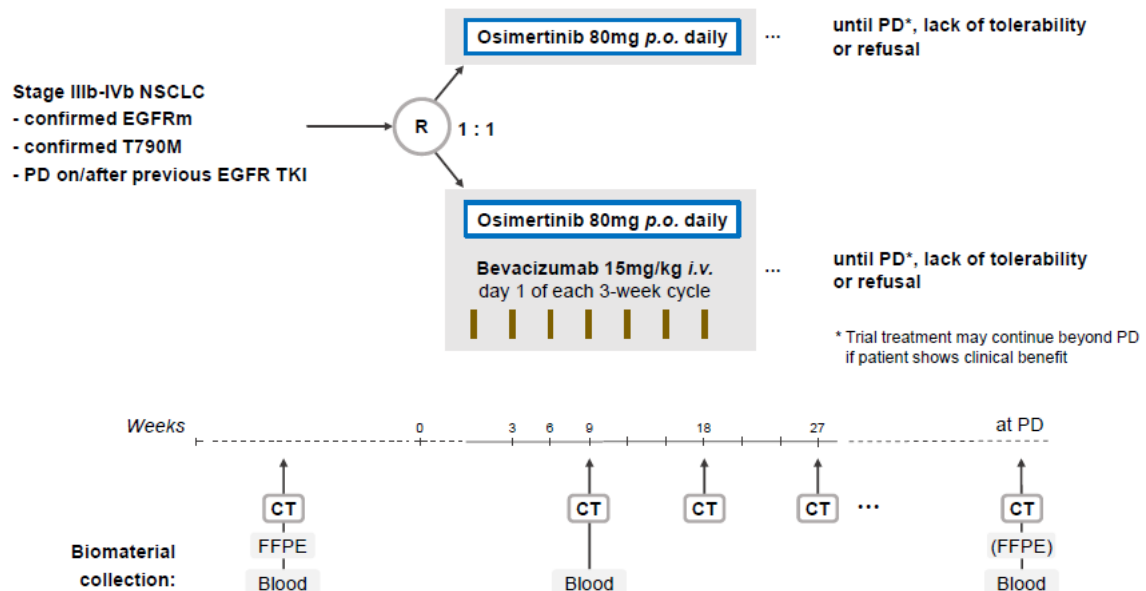 Osimertinib 80mg p.o. daily
...
until PD*, lack of tolerability
or refusal
Stage IIIb-IVb NSCLC
- confirmed EGFRm
- confirmed T790M
- PD on/after previous EGFR TKI
R
1 : 1
Osimertinib 80mg p.o. daily
Bevacizumab 15mg/kg i.v.
day 1 of each 3-week cycle
...
until PD*, lack of tolerability
or refusal
* Trial treatment may continue beyond PD
if patient shows clinical benefit
Weeks
0 3 6 9 18 27
at PD
CT CT CT CT ... CT
Biomaterial
collection:
FFPE (FFPE)
Blood Blood Blood